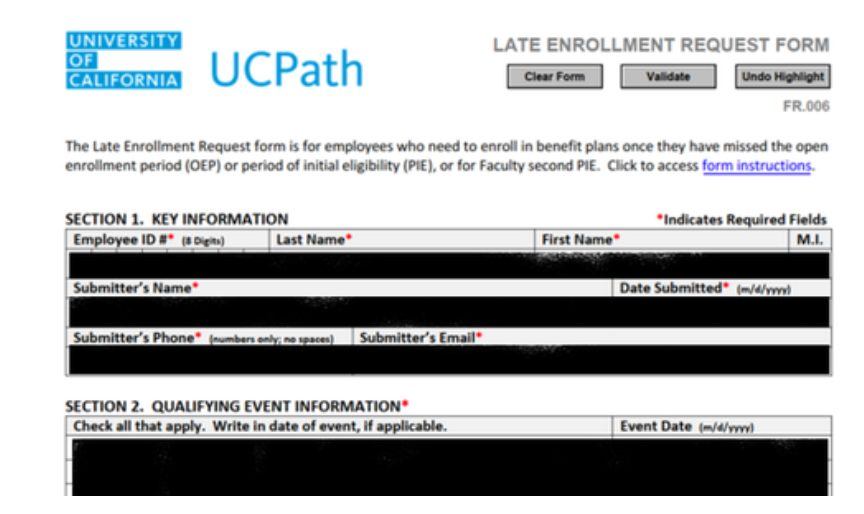 UNIVERSITY
OF
CALIFORNIA
UCPath
LATE ENROLLMENT REQUEST FORM
Clear Form Validate Undo Highlight
FR.006
The Late Enrollment Request form is for employees who need to enroll in benefit plans once they have missed the open
enrollment period (OEP) or period of initial eligibility (PIE), or for Faculty second PIE. Click to access form instructions.
SECTION 1. KEY INFORMATION *Indicates Required Fields
Employee ID #* (8 Digits) Last Name* First Name* M.I.
Submitter's Name* Date Submitted* (m/d/yyyy)
Submitter's Phone* (numbers only; no spaces) Submitter's Email*
SECTION 2. QUALIFYING EVENT INFORMATION*
Check all that apply. Write in date of event, if applicable. Event Date (m/d/yyyy)